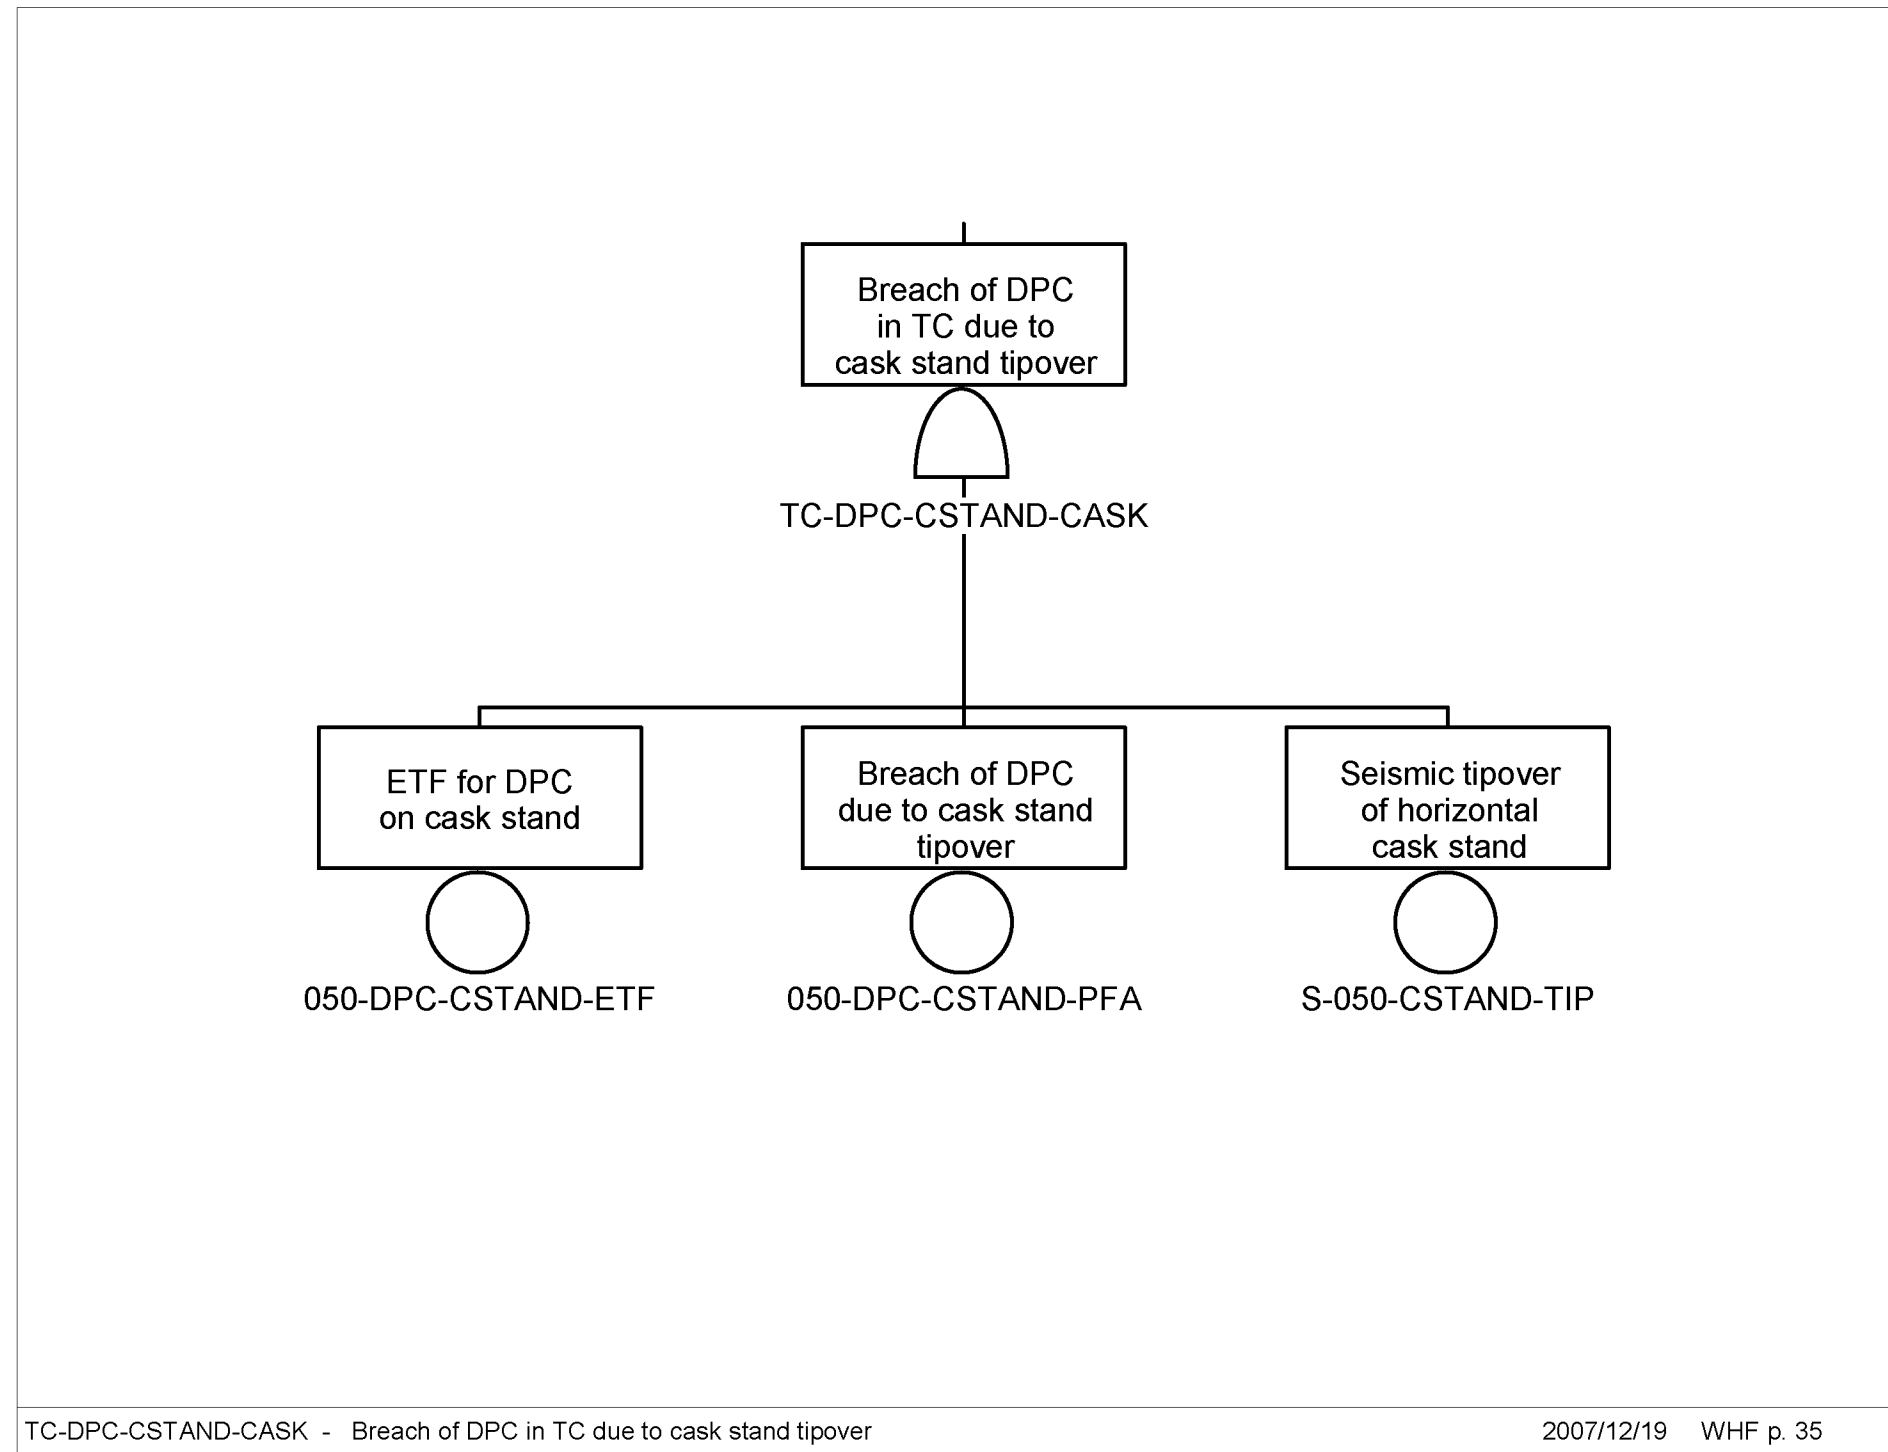 Breach of DPC
in TC due to
cask stand tipover
TC-DPC-CSTAND-CASK
ETF for DPC
on cask stand
050-DPC-CSTAND-ETF
Breach of DPC
due to cask stand
tipover
050-DPC-CSTAND-PFA
Seismic tipover
of horizontal
cask stand
S-050-CSTAND-TIP
TC-DPC-CSTAND-CASK - Breach of DPC in TC due to cask stand tipover
2007/12/19 WHF p. 35